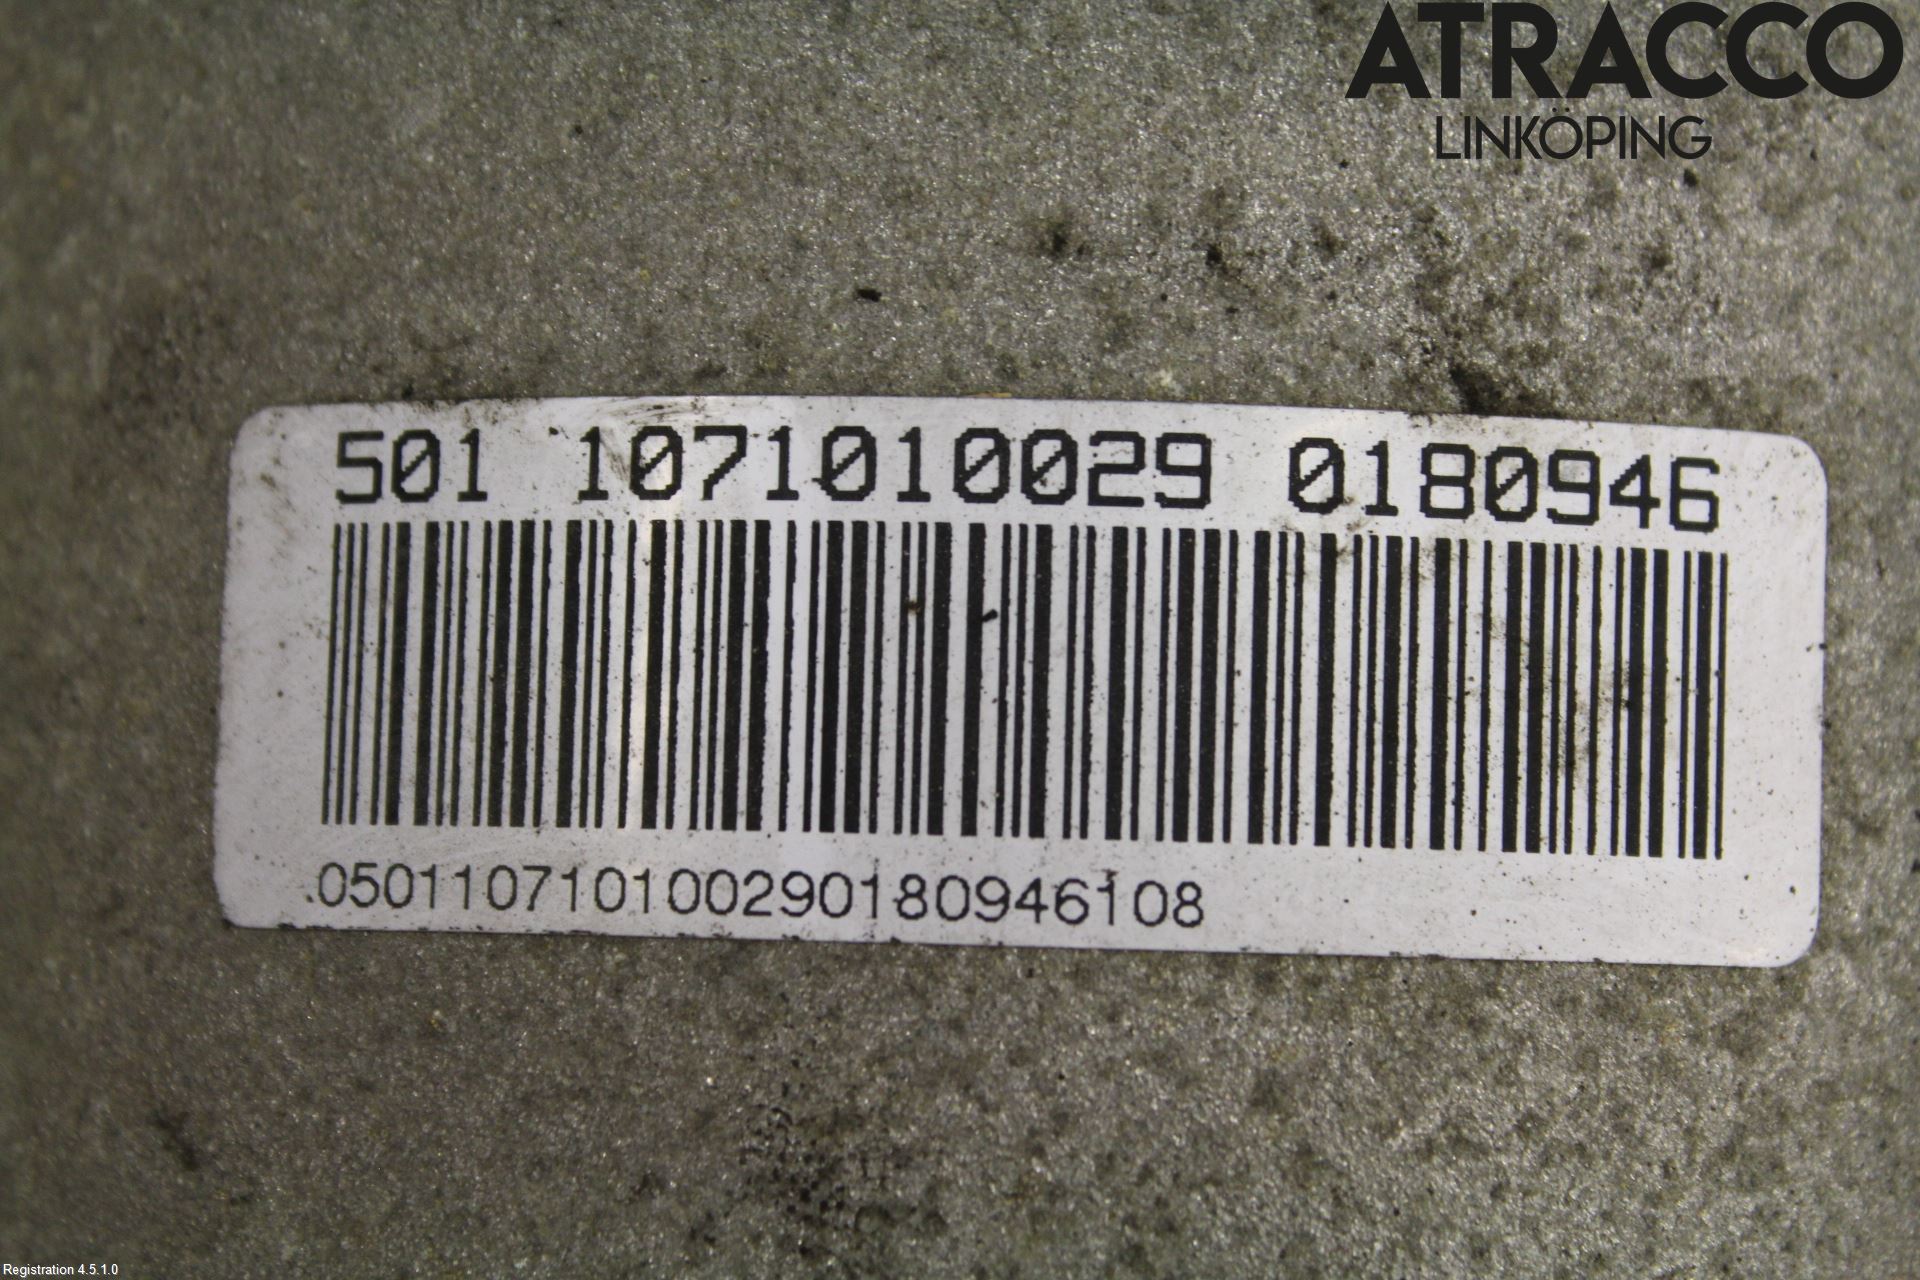 ATRACCO
LINKÖPING
501 1071010029 0180946
.050110710100290180946108
Registration 4.5.1.0